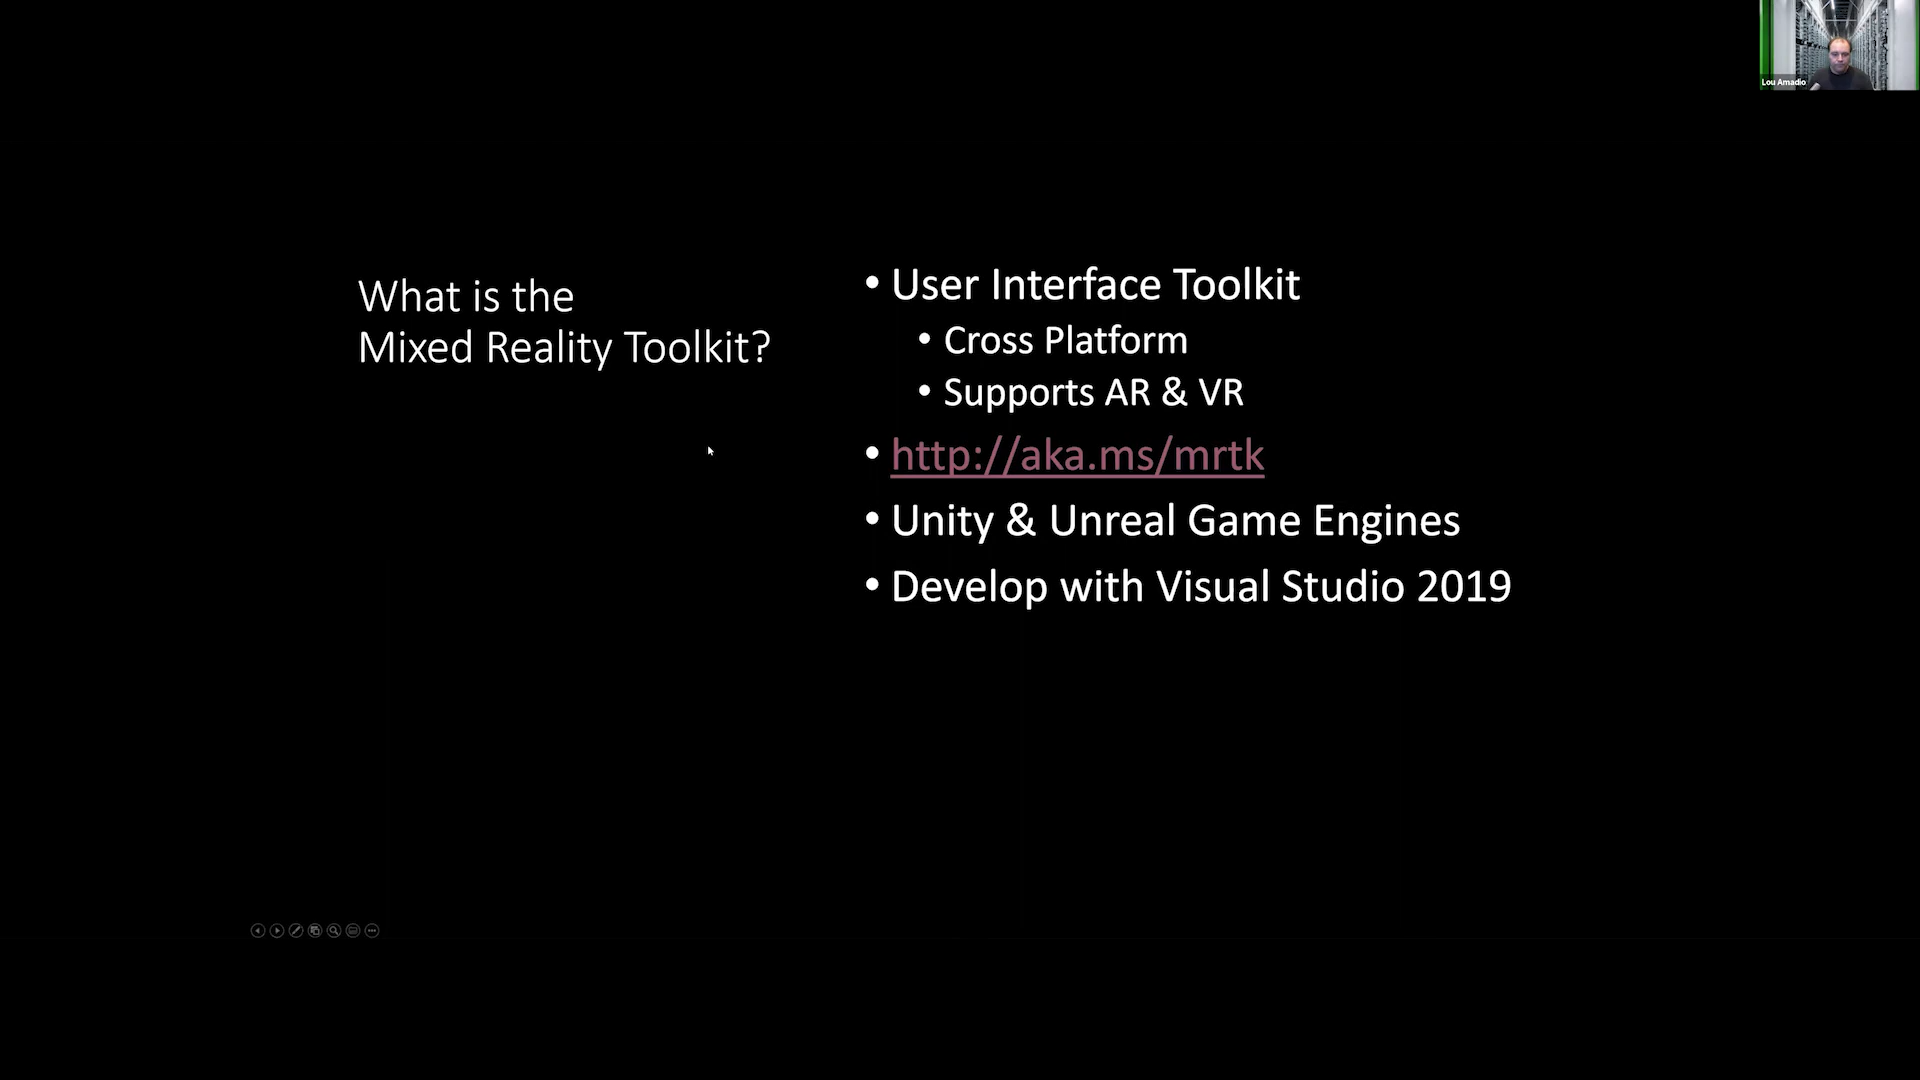 Lou Amadio
What is the
Mixed Reality Toolkit?
• User Interface Toolkit
• Cross Platform
• Supports AR & VR
• http://aka.ms/mrtk
• Unity & Unreal Game Engines
• Develop with Visual Studio 2019